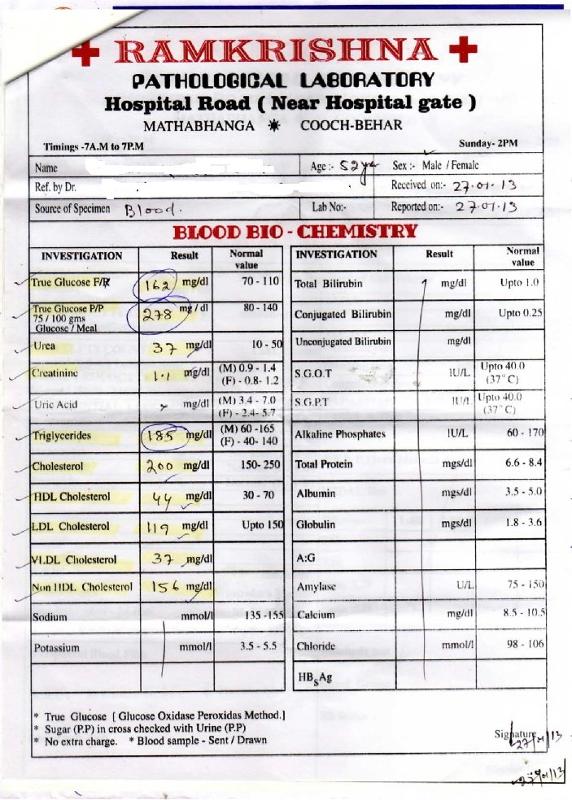 RAMKRISHNA
PATHOLOGICAL LABORATORY
Hospital Road ( Near Hospital gate )
MATHABHANGA ✷ COOCH-BEHAR
Timings -7A.M to 7P.M Sunday- 2PM
Name Age :- 52 yr Sex :- Male / Female
Ref. by Dr. Received on:- 27.01.13
Source of Specimen Blood. Lab No:- Reported on:- 27.01.13
BLOOD BIO - CHEMISTRY
INVESTIGATION Result Normal value
True Glucose F/R 162 mg/dl 70 - 110
True Glucose P/P 278 mg / dl 80 - 140
75 / 100 gms
Glucose / Meal
Urea 37 mg/dl 10 - 50
Creatinine 1.1 mg/dl (M) 0.9 - 1.4
(F) - 0.8- 1.2
Uric Acid mg/dl (M) 3.4 - 7.0
(F) - 2.4- 5.7
Triglycerides 185 mg/dl (M) 60 -165
(F) - 40- 140
Cholesterol 200 mg/dl 150- 250
HDL Cholesterol 44 mg/dl 30 - 70
LDL Cholesterol 119 mg/dl Upto 150
VLDL Cholesterol 37 mg/dl
Non HDL Cholesterol 156 mg/dl
Sodium mmol/l 135 -155
Potassium mmol/l 3.5 - 5.5
INVESTIGATION Result Normal value
Total Bilirubin mg/dl Upto 1.0
Conjugated Bilirubin mg/dl Upto 0.25
Unconjugated Bilirubin mg/dl
S.G.O.T IU/L Upto 40.0
(37°C)
S.G.P.T IU/L Upto 40.0
(37°C)
Alkaline Phosphates IU/L 60 - 170
Total Protein mgs/dl 6.6 - 8.4
Albumin mgs/dl 3.5 - 5.0
Globulin mgs/dl 1.8 - 3.6
A:G
Amylase U/L 75 - 150
Calcium mg/dl 8.5 - 10.5
Chloride mmol/l 98 - 106
HBsAg
* True Glucose [ Glucose Oxidase Peroxidas Method.]
* Sugar (P.P) in cross checked with Urine (P.P)
* No extra charge. * Blood sample - Sent / Drawn
Signature
27/01/13
27/01/13